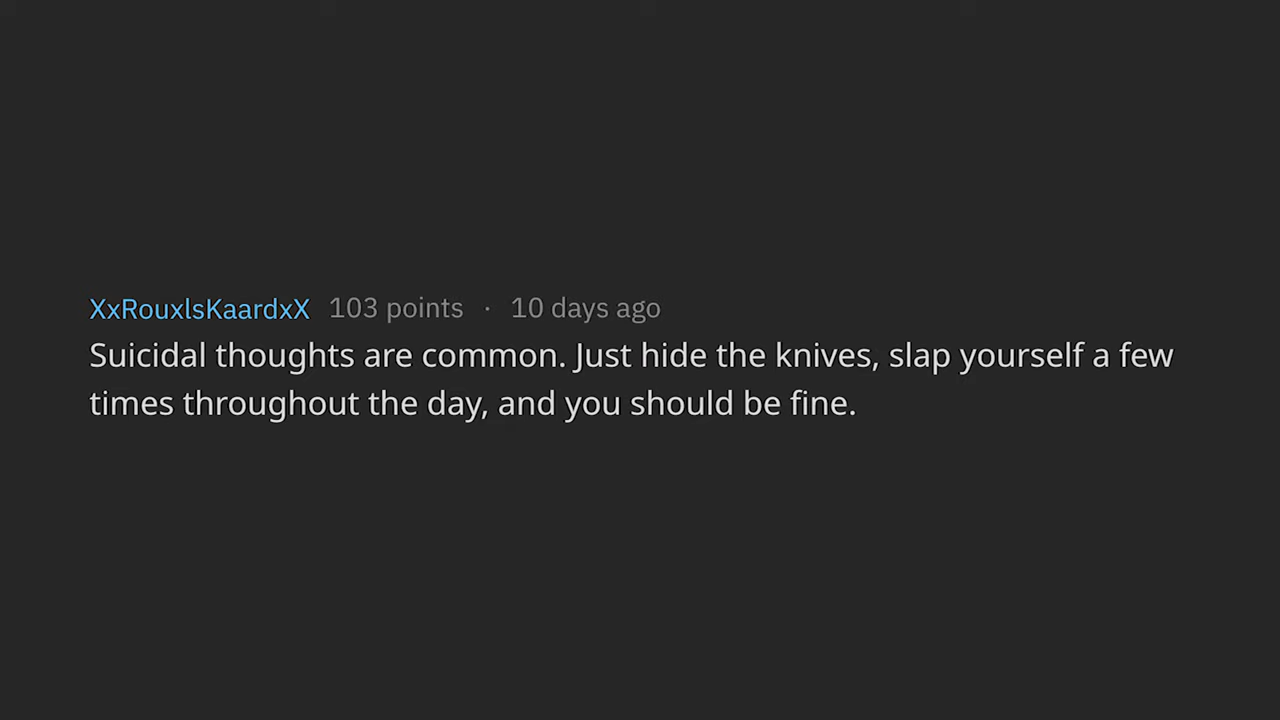 XxRouxlsKaardxX 103 points · 10 days ago
Suicidal thoughts are common. Just hide the knives, slap yourself a few
times throughout the day, and you should be fine.